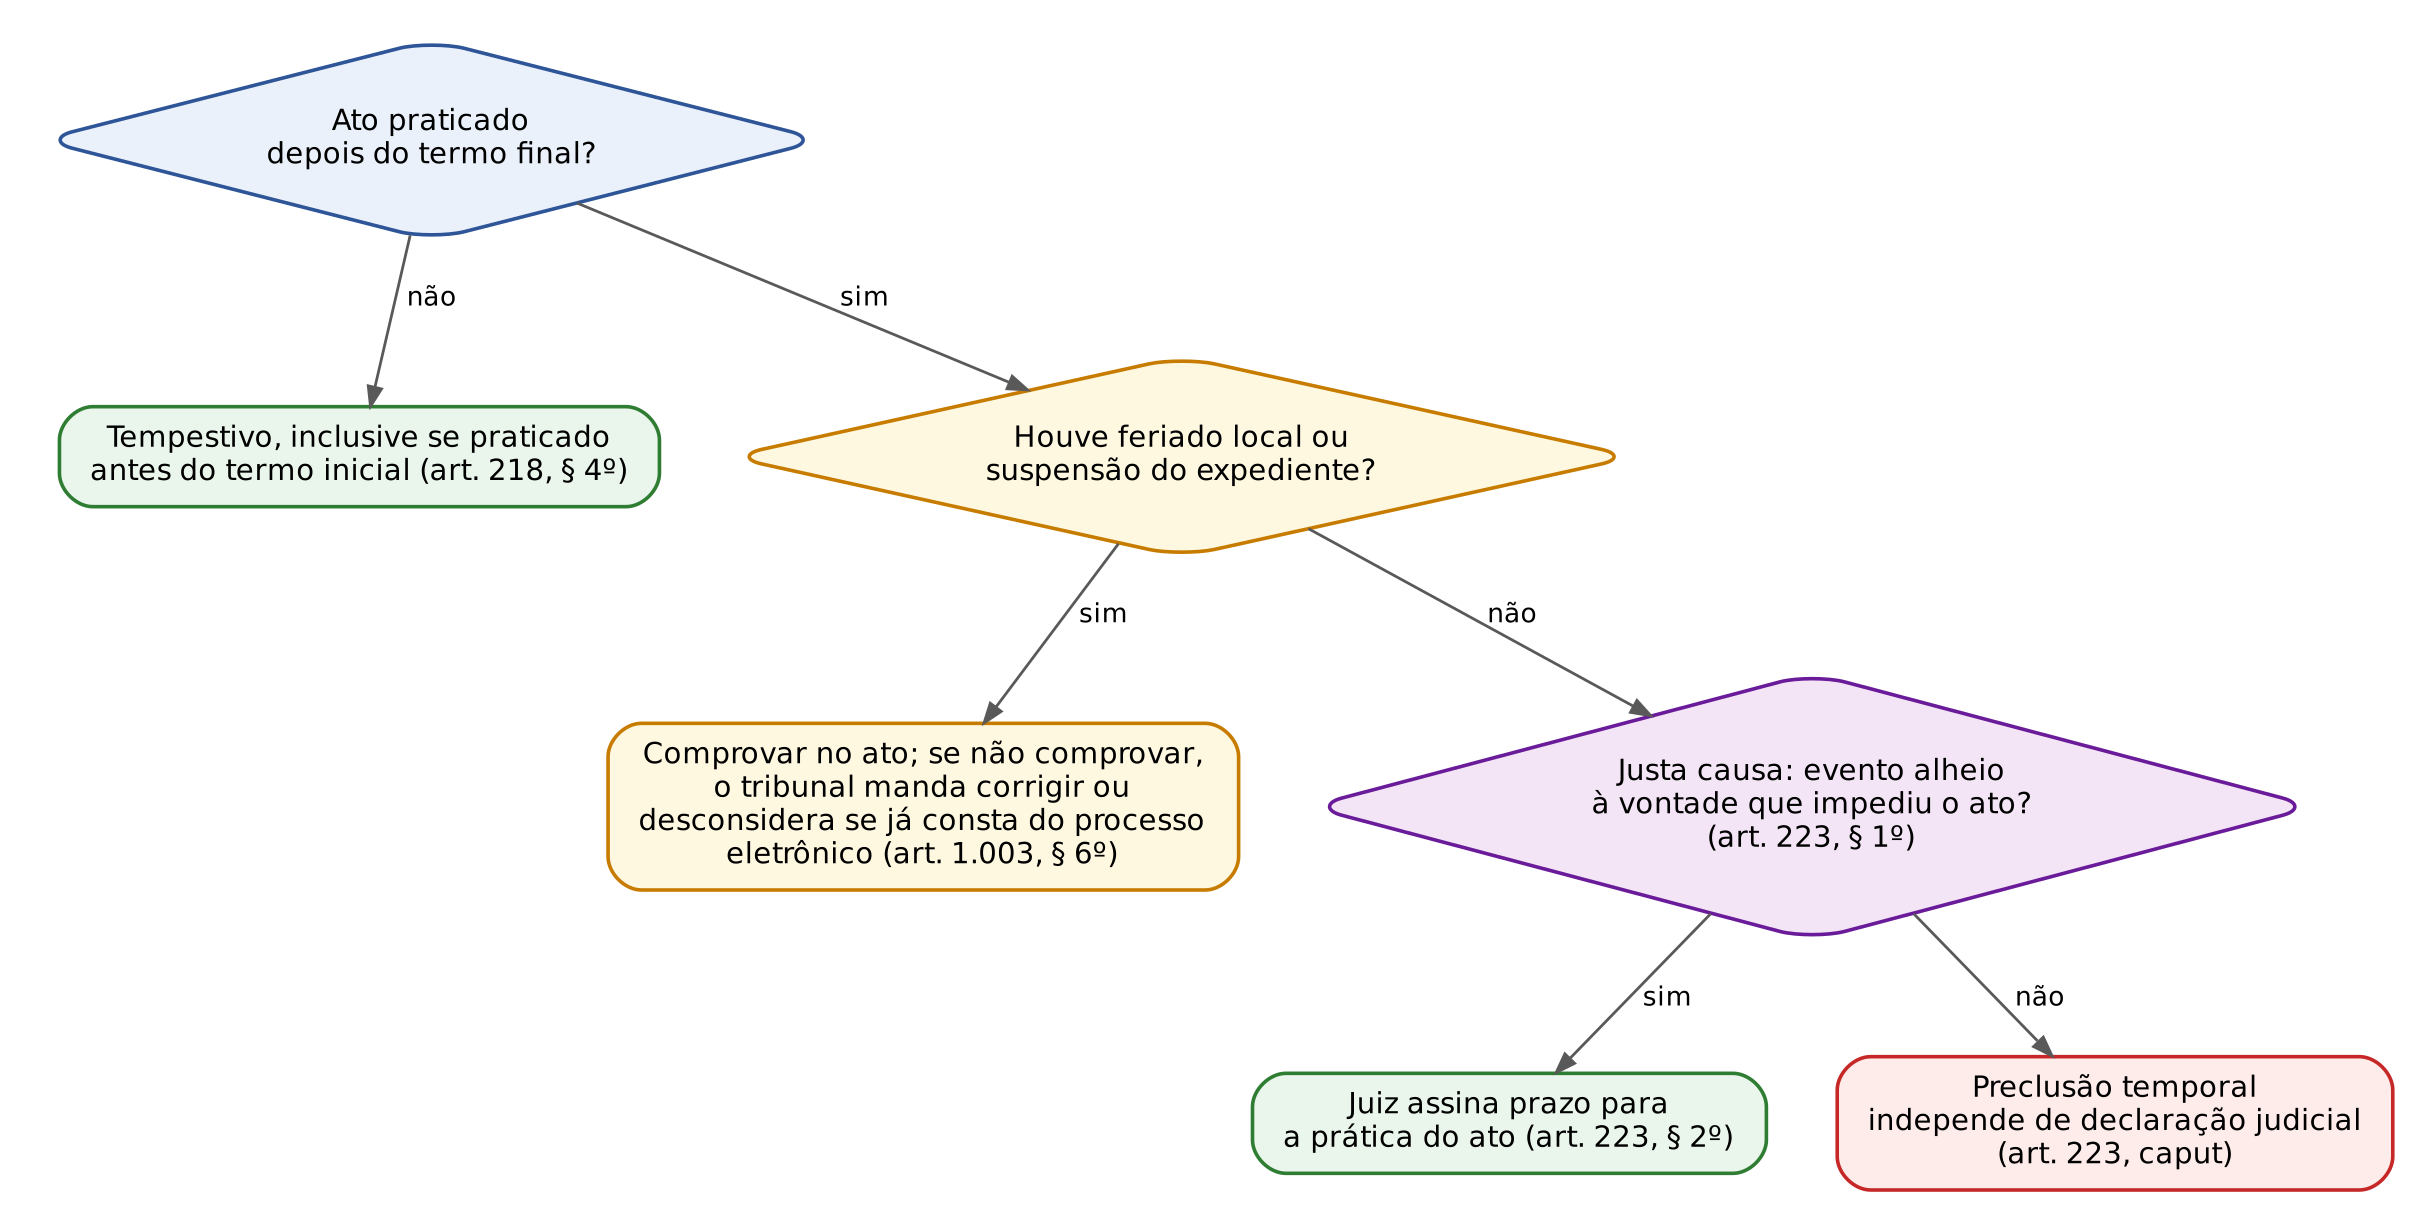 Ato praticado
depois do termo final?
não
sim
Tempestivo, inclusive se praticado
antes do termo inicial (art. 218, § 4º)
Houve feriado local ou
suspensão do expediente?
sim
não
Comprovar no ato; se não comprovar,
o tribunal manda corrigir ou
desconsidera se já consta do processo
eletrônico (art. 1.003, § 6º)
Justa causa: evento alheio
à vontade que impediu o ato?
(art. 223, § 1º)
sim
não
Juiz assina prazo para
a prática do ato (art. 223, § 2º)
Preclusão temporal
independe de declaração judicial
(art. 223, caput)